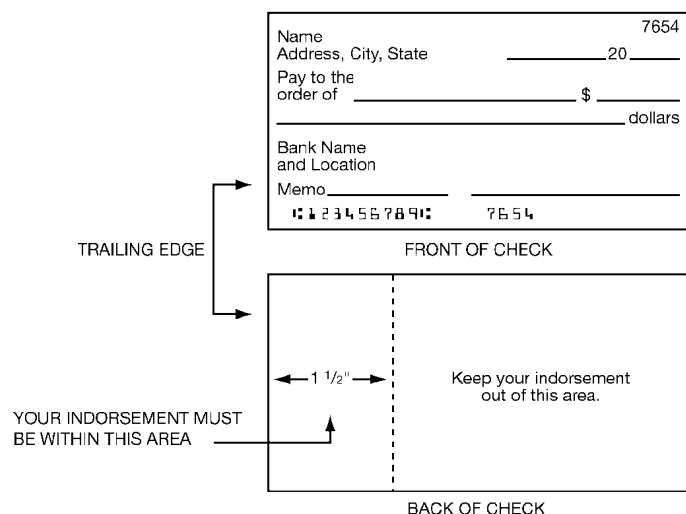 7654
Name
Address, City, State 20
Pay to the
order of $
dollars
Bank Name
and Location
Memo
⑆123456789⑆ 7654
TRAILING EDGE
FRONT OF CHECK
1 1/2"
Keep your indorsement
out of this area.
YOUR INDORSEMENT MUST
BE WITHIN THIS AREA
BACK OF CHECK